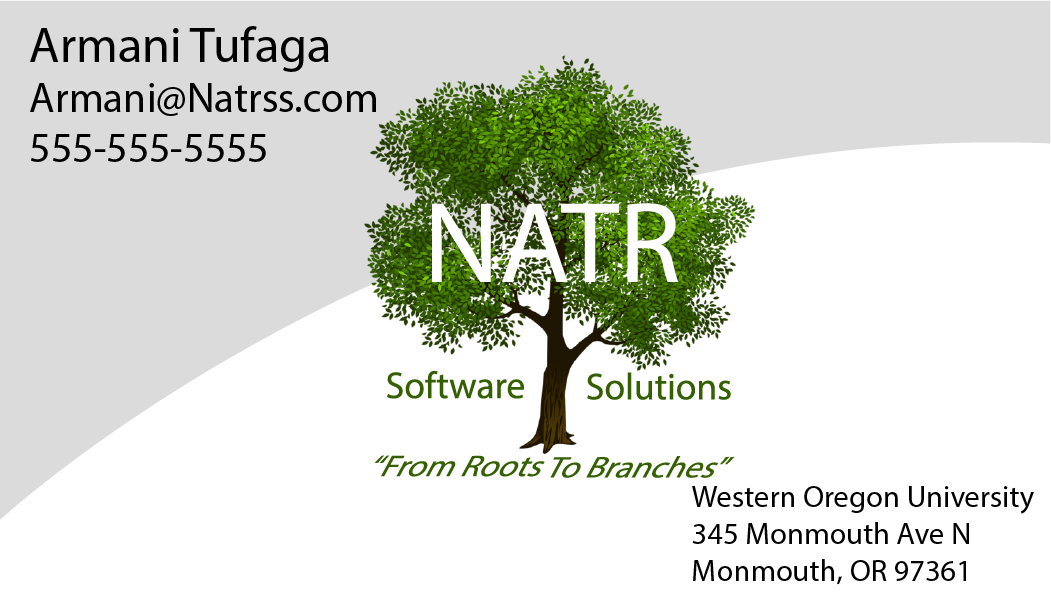 Armani Tufaga
Armani@Natrss.com
555-555-5555
NATR
Software Solutions
“From Roots To Branches”
Western Oregon University
345 Monmouth Ave N
Monmouth, OR 97361